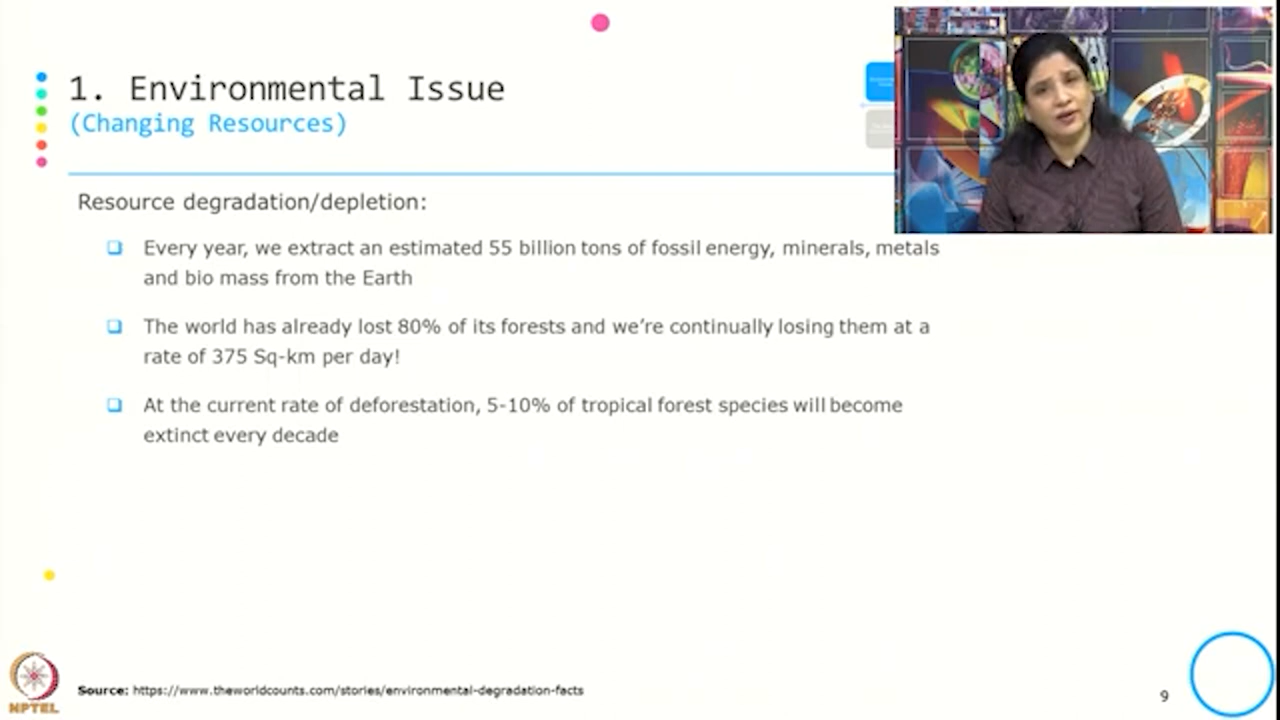 1. Environmental Issue
(Changing Resources)
Resource degradation/depletion:
Every year, we extract an estimated 55 billion tons of fossil energy, minerals, metals
and bio mass from the Earth
The world has already lost 80% of its forests and we’re continually losing them at a
rate of 375 Sq-km per day!
At the current rate of deforestation, 5-10% of tropical forest species will become
extinct every decade
NPTEL
Source: https://www.theworldcounts.com/stories/environmental-degradation-facts
9